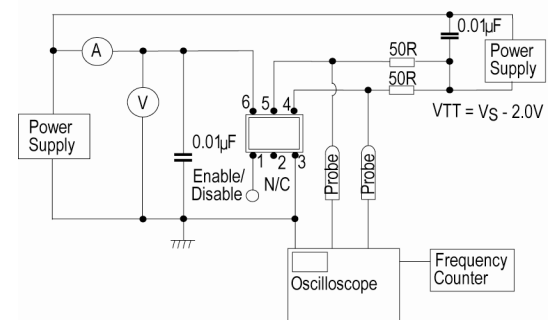 0.01µF
A
50R
Power
Supply
50R
6 5 4
V
VTT = VS - 2.0V
Power
Supply
0.01µF
1 2 3
Enable/
Disable
N/C
Probe
Probe
Oscilloscope
Frequency
Counter